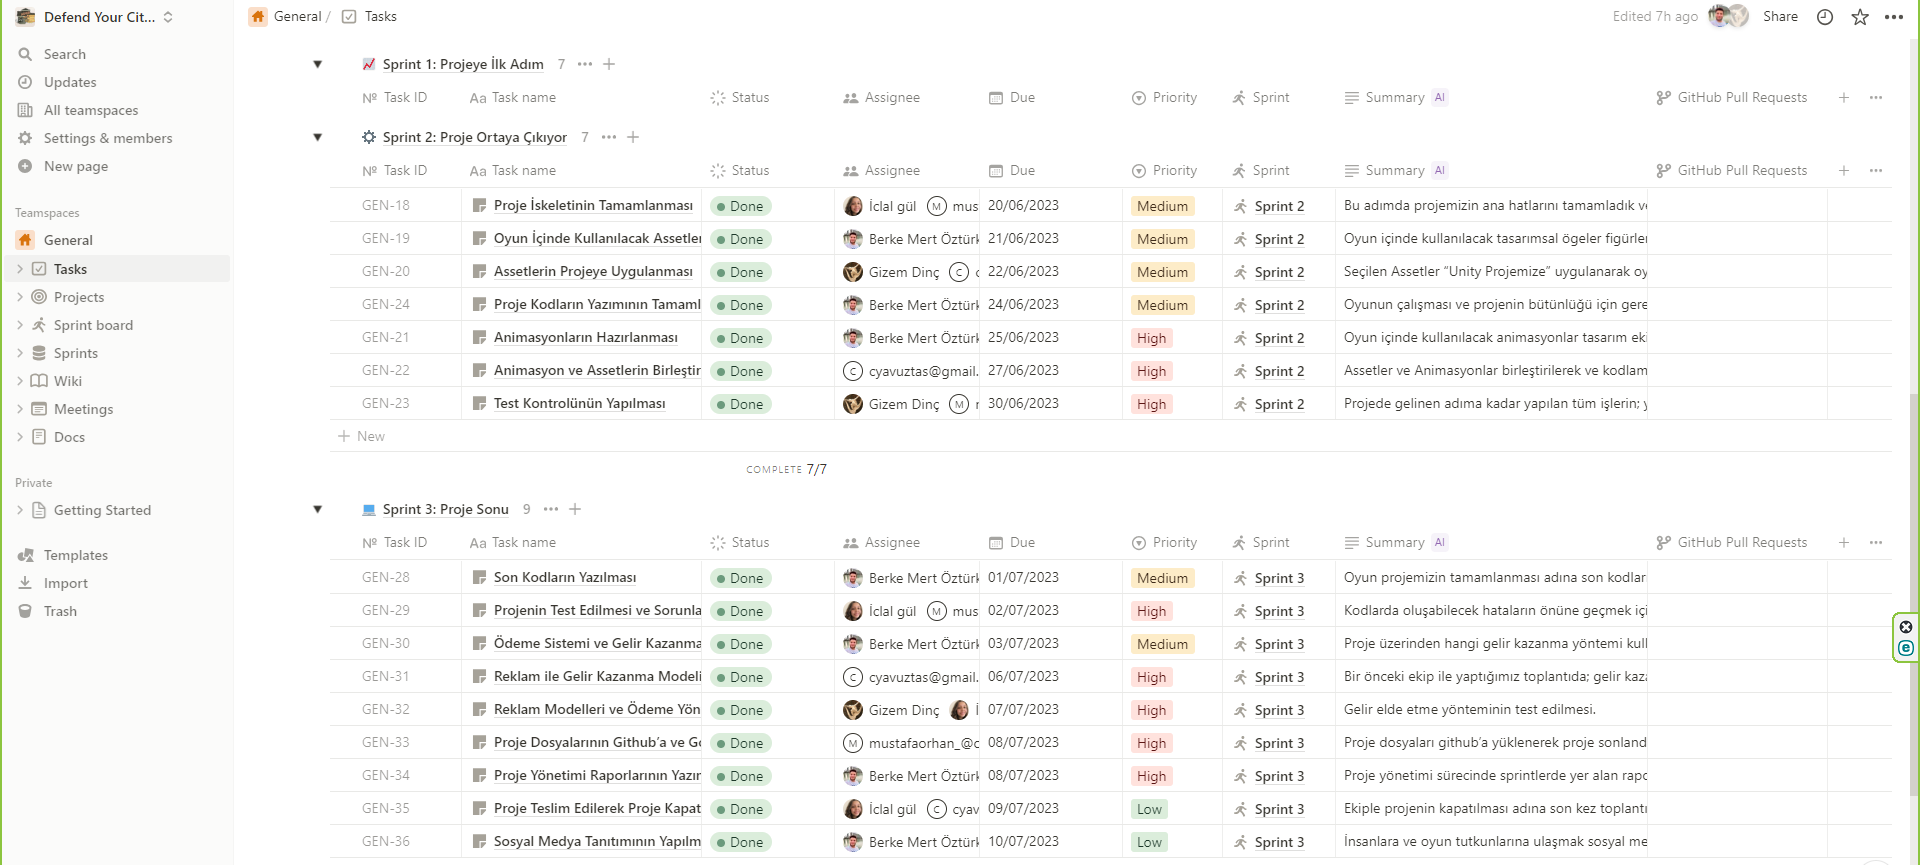 Defend Your Cit...
Search
Updates
All teamspaces
Settings & members
New page
Teamspaces
General
Tasks
Projects
Sprint board
Sprints
Wiki
Meetings
Docs
Private
Getting Started
Templates
Import
Trash
General / Tasks
Edited 7h ago Share
Sprint 1: Projeye İlk Adım 7
Nº Task ID Aa Task name Status Assignee Due Priority Sprint Summary AI GitHub Pull Requests
Sprint 2: Proje Ortaya Çıkıyor 7
Nº Task ID Aa Task name Status Assignee Due Priority Sprint Summary AI GitHub Pull Requests
GEN-18 Proje İskeletinin Tamamlanması Done İclal gül M mus 20/06/2023 Medium Sprint 2 Bu adımda projemizin ana hatlarını tamamladık ve
GEN-19 Oyun İçinde Kullanılacak Assetler Done Berke Mert Öztürk 21/06/2023 Medium Sprint 2 Oyun içinde kullanılacak tasarımsal ögeler figürler
GEN-20 Assetlerin Projeye Uygulanması Done Gizem Dinç C c 22/06/2023 Medium Sprint 2 Seçilen Assetler “Unity Projemize” uygulanarak oy
GEN-24 Proje Kodların Yazımının Tamaml Done Berke Mert Öztürk 24/06/2023 Medium Sprint 2 Oyunun çalışması ve projenin bütünlüğü için gere
GEN-21 Animasyonların Hazırlanması Done Berke Mert Öztürk 25/06/2023 High Sprint 2 Oyun içinde kullanılacak animasyonlar tasarım eki
GEN-22 Animasyon ve Assetlerin Birleştir Done C cyavuztas@gmail. 27/06/2023 High Sprint 2 Assetler ve Animasyonlar birleştirilerek ve kodlam
GEN-23 Test Kontrolünün Yapılması Done Gizem Dinç M 30/06/2023 High Sprint 2 Projede gelinen adıma kadar yapılan tüm işlerin; y
New
COMPLETE 7/7
Sprint 3: Proje Sonu 9
Nº Task ID Aa Task name Status Assignee Due Priority Sprint Summary AI GitHub Pull Requests
GEN-28 Son Kodların Yazılması Done Berke Mert Öztürk 01/07/2023 Medium Sprint 3 Oyun projemizin tamamlanması adına son kodlar
GEN-29 Projenin Test Edilmesi ve Sorunla Done İclal gül M mus 02/07/2023 High Sprint 3 Kodlarda oluşabilecek hataların önüne geçmek içi
GEN-30 Ödeme Sistemi ve Gelir Kazanma Done Berke Mert Öztürk 03/07/2023 Medium Sprint 3 Proje üzerinden hangi gelir kazanma yöntemi kull
GEN-31 Reklam ile Gelir Kazanma Modeli Done C cyavuztas@gmail. 06/07/2023 High Sprint 3 Bir önceki ekip ile yaptığımız toplantıda; gelir kaza
GEN-32 Reklam Modelleri ve Ödeme Yön Done Gizem Dinç İ 07/07/2023 High Sprint 3 Gelir elde etme yönteminin test edilmesi.
GEN-33 Proje Dosyalarının Github’a ve Go Done M mustafaorhan_@o 08/07/2023 High Sprint 3 Proje dosyaları github’a yüklenerek proje sonland
GEN-34 Proje Yönetimi Raporlarının Yazır Done Berke Mert Öztürk 08/07/2023 High Sprint 3 Proje yönetimi sürecinde sprintlerde yer alan rapo
GEN-35 Proje Teslim Edilerek Proje Kapat Done İclal gül C cyav 09/07/2023 Low Sprint 3 Ekiple projenin kapatılması adına son kez toplantı
GEN-36 Sosyal Medya Tanıtımının Yapılm Done Berke Mert Öztürk 10/07/2023 Low Sprint 3 İnsanlara ve oyun tutkunlarına ulaşmak sosyal me